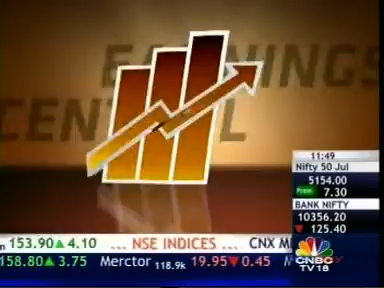 EARNINGS
CENTRAL
11:49
Nifty 50 Jul
5154.00
Prem 7.30
BANK NIFTY
10356.20
▼ 125.40
153.90▲4.10 ... NSE INDICES ... CNX
158.80▲3.75 Merctor 118.9k 19.95▼0.45
CNBC
TV18